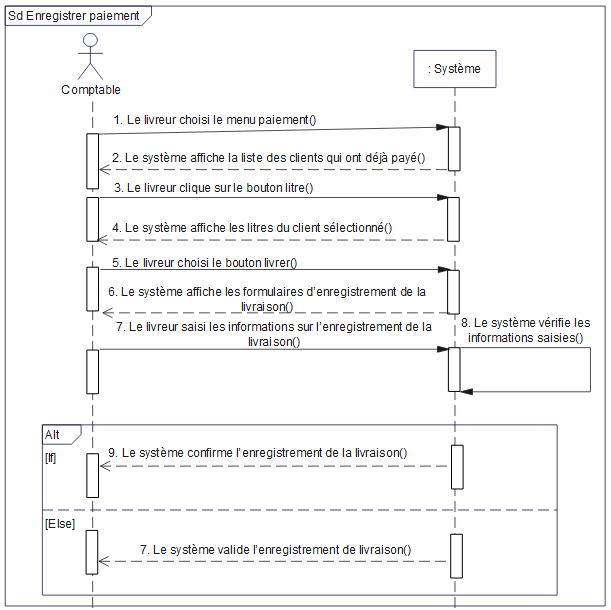 Sd Enregistrer paiement
Comptable
: Système
1. Le livreur choisi le menu paiement()
2. Le système affiche la liste des clients qui ont déjà payé()
3. Le livreur clique sur le bouton litre()
4. Le système affiche les litres du client sélectionné()
5. Le livreur choisi le bouton livrer()
6. Le système affiche les formulaires d'enregistrement de la
livraison()
7. Le livreur saisi les informations sur l'enregistrement de la
livraison()
8. Le système vérifie les
informations saisies()
Alt
[If]
9. Le système confirme l'enregistrement de la livraison()
[Else]
7. Le système valide l'enregistrement de livraison()